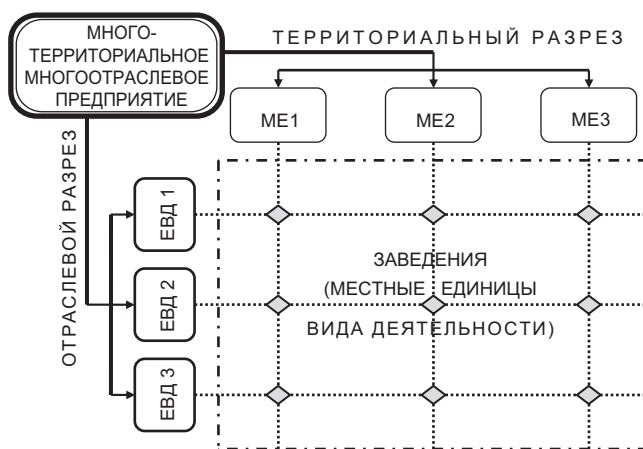 МНОГО-
ТЕРРИТОРИАЛЬНОЕ
МНОГООТРАСЛЕВОЕ
ПРЕДПРИЯТИЕ
ТЕРРИТОРИАЛЬНЫЙ РАЗРЕЗ
МЕ1
МЕ2
МЕ3
ОТРАСЛЕВОЙ РАЗРЕЗ
ЕВД 1
ЕВД 2
ЕВД 3
ЗАВЕДЕНИЯ
(МЕСТНЫЕ ЕДИНИЦЫ
ВИДА ДЕЯТЕЛЬНОСТИ)